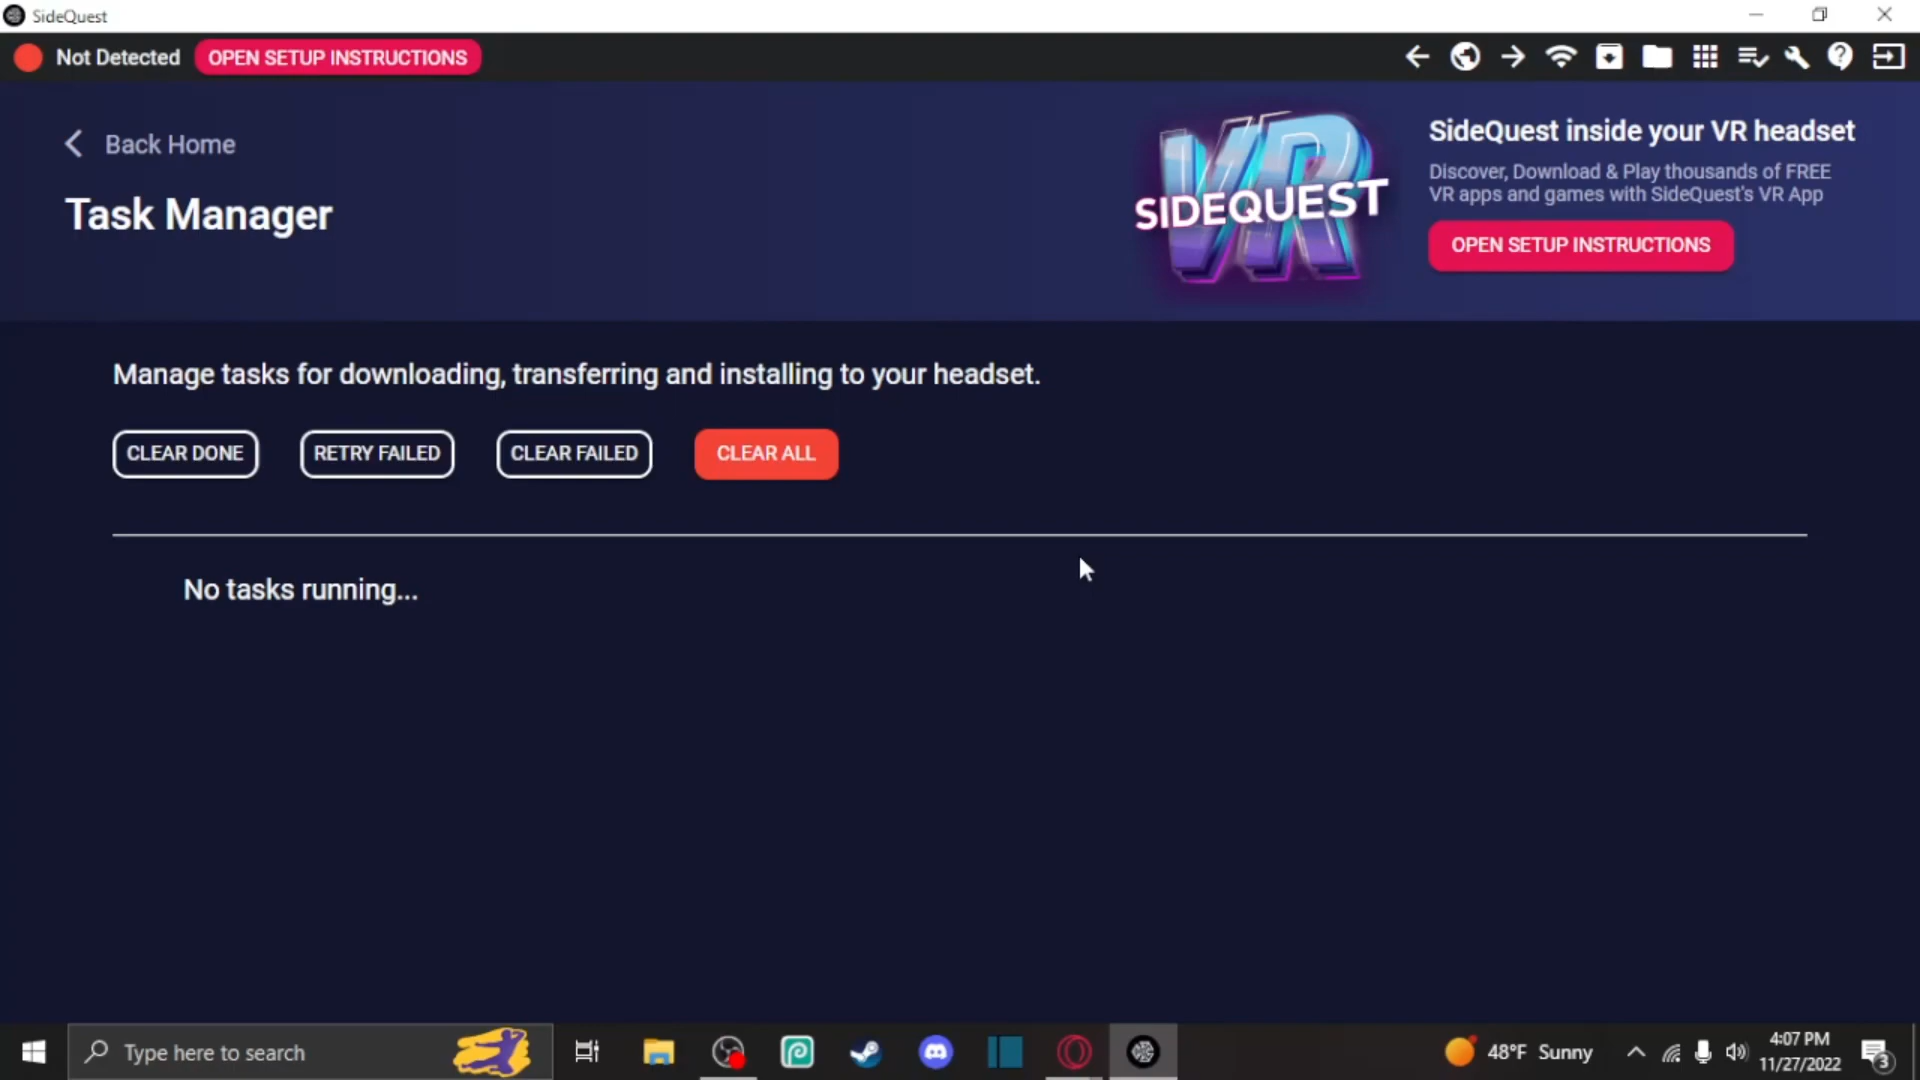 SideQuest
Not Detected
OPEN SETUP INSTRUCTIONS
Back Home
Task Manager
VR
SIDEQUEST
SideQuest inside your VR headset
Discover, Download & Play thousands of FREE
VR apps and games with SideQuest's VR App
OPEN SETUP INSTRUCTIONS
Manage tasks for downloading, transferring and installing to your headset.
CLEAR DONE
RETRY FAILED
CLEAR FAILED
CLEAR ALL
No tasks running...
Type here to search
48°F Sunny
4:07 PM
11/27/2022
3